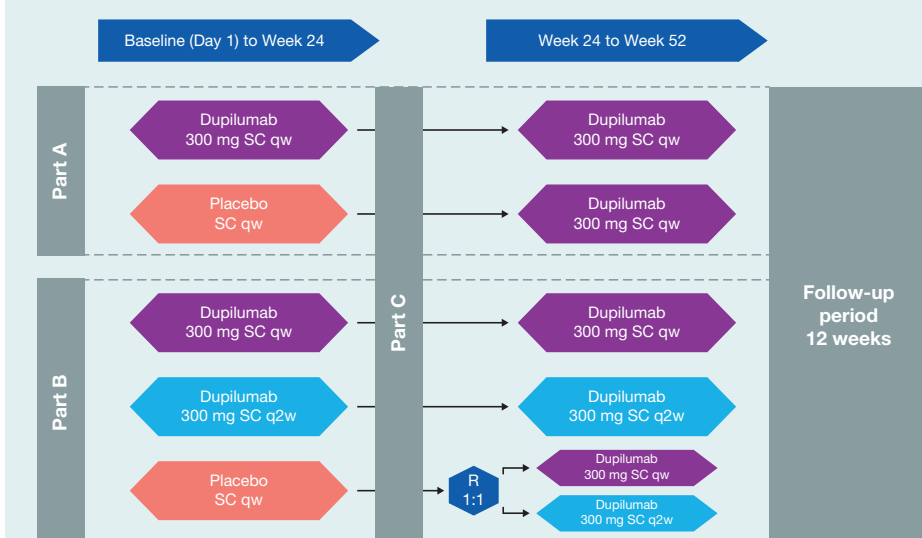 Baseline (Day 1) to Week 24
Week 24 to Week 52
Part A
Dupilumab
300 mg SC qw
Dupilumab
300 mg SC qw
Placebo
SC qw
Dupilumab
300 mg SC qw
Part B
Dupilumab
300 mg SC qw
Dupilumab
300 mg SC qw
Dupilumab
300 mg SC q2w
Dupilumab
300 mg SC q2w
Placebo
SC qw
R
1:1
Dupilumab
300 mg SC qw
Dupilumab
300 mg SC q2w
Part C
Follow-up
period
12 weeks